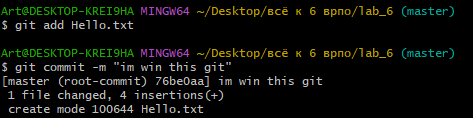 Art@DESKTOP-KREI9HA MINGW64 ~/Desktop/всё к 6 врпо/lab_6 (master)
$ git add Hello.txt
Art@DESKTOP-KREI9HA MINGW64 ~/Desktop/всё к 6 врпо/lab_6 (master)
$ git commit -m "im win this git"
[master (root-commit) 76be0aa] im win this git
 1 file changed, 4 insertions(+)
 create mode 100644 Hello.txt